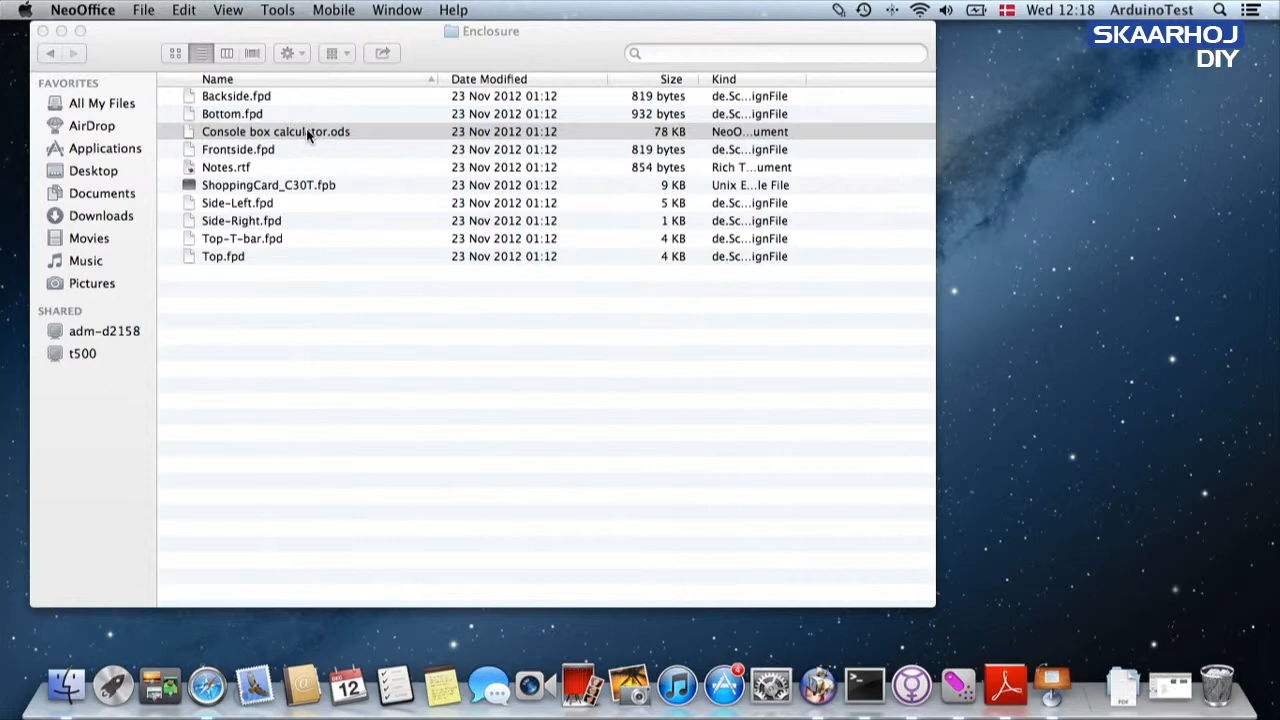 NeoOffice File Edit View Tools Mobile Window Help Wed 12:18 ArduinoTest
SKAARHOJ
DIY
Enclosure
FAVORITES
All My Files
AirDrop
Applications
Desktop
Documents
Downloads
Movies
Music
Pictures
SHARED
adm-d2158
t500
Name Date Modified Size Kind
Backside.fpd 23 Nov 2012 01:12 819 bytes de.Sc...ignFile
Bottom.fpd 23 Nov 2012 01:12 932 bytes de.Sc...ignFile
Console box calculator.ods 23 Nov 2012 01:12 78 KB NeoO...ument
Frontside.fpd 23 Nov 2012 01:12 819 bytes de.Sc...ignFile
Notes.rtf 23 Nov 2012 01:12 854 bytes Rich T...ument
ShoppingCard_C30T.fpb 23 Nov 2012 01:12 9 KB Unix E...le File
Side-Left.fpd 23 Nov 2012 01:12 5 KB de.Sc...ignFile
Side-Right.fpd 23 Nov 2012 01:12 1 KB de.Sc...ignFile
Top-T-bar.fpd 23 Nov 2012 01:12 4 KB de.Sc...ignFile
Top.fpd 23 Nov 2012 01:12 4 KB de.Sc...ignFile
DEC
12
4
PDF